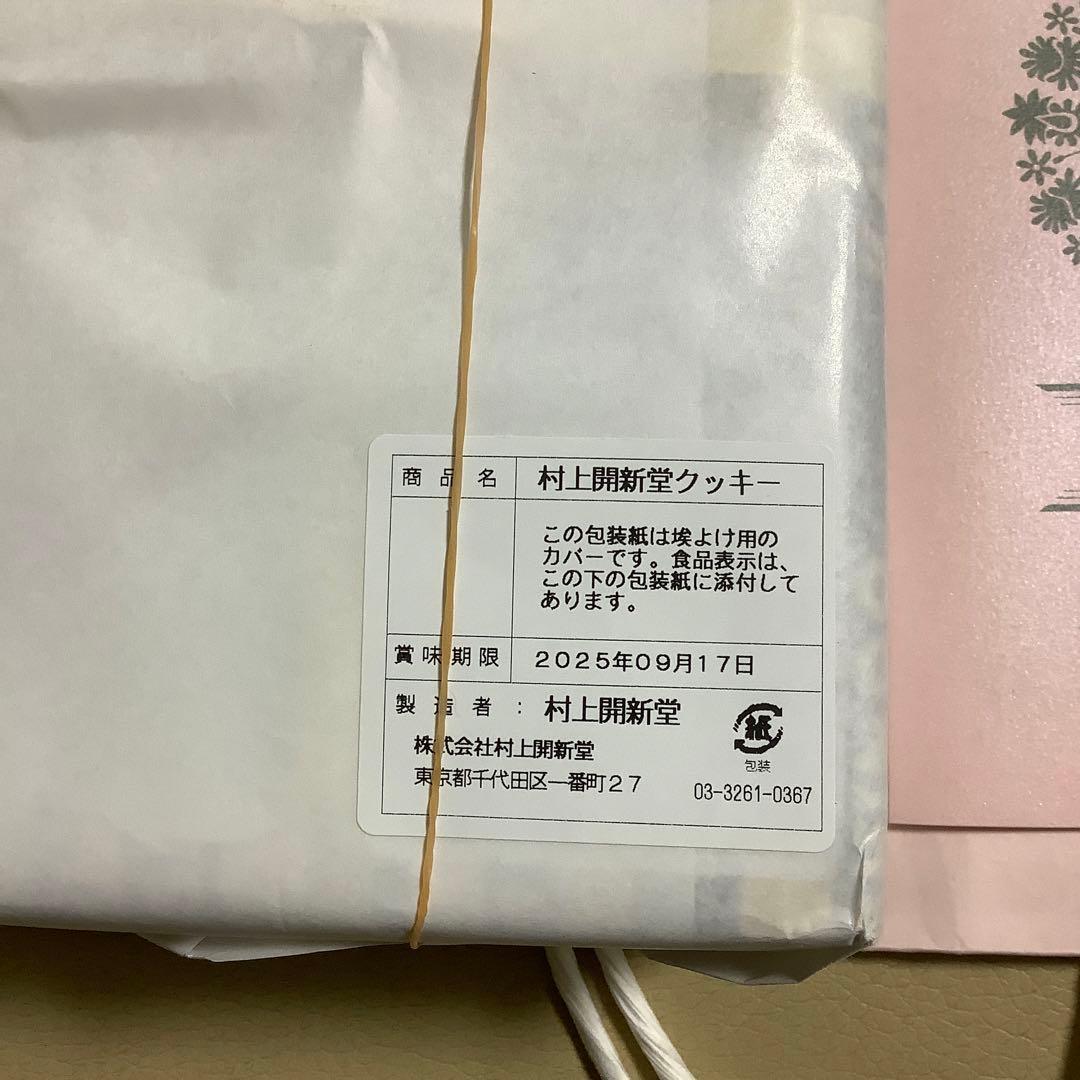 商品名 村上開新堂クッキー
この包装紙は埃よけ用の
カバーです。食品表示は、
この下の包装紙に添付して
あります。
賞味期限 2025年09月17日
製造者： 村上開新堂
紙
包装
株式会社村上開新堂
東京都千代田区一番町27 03-3261-0367